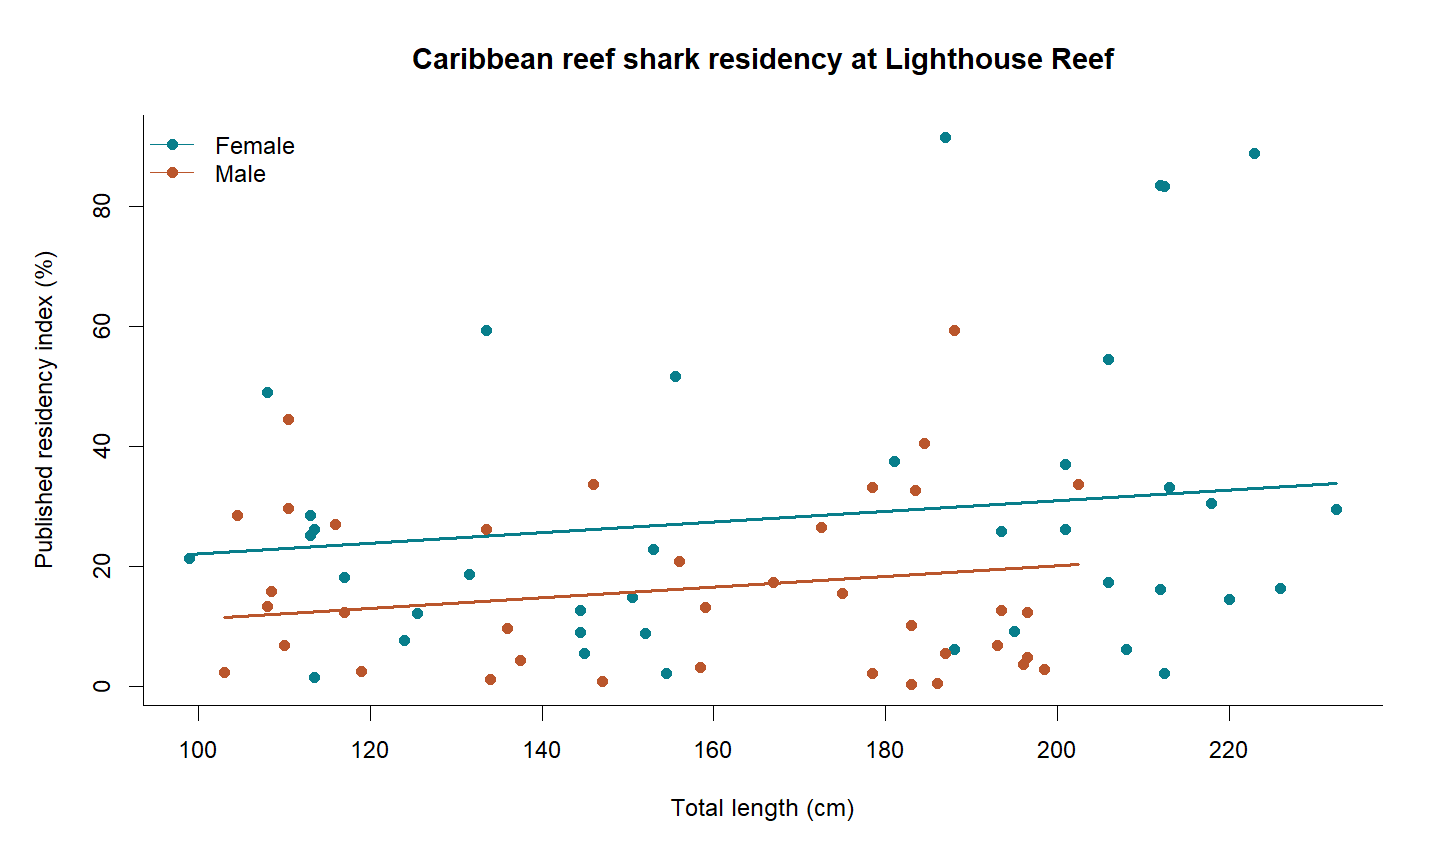 Caribbean reef shark residency at Lighthouse Reef
Female
Male
Published residency index (%)
80
60
40
20
0
100 120 140 160 180 200 220
Total length (cm)